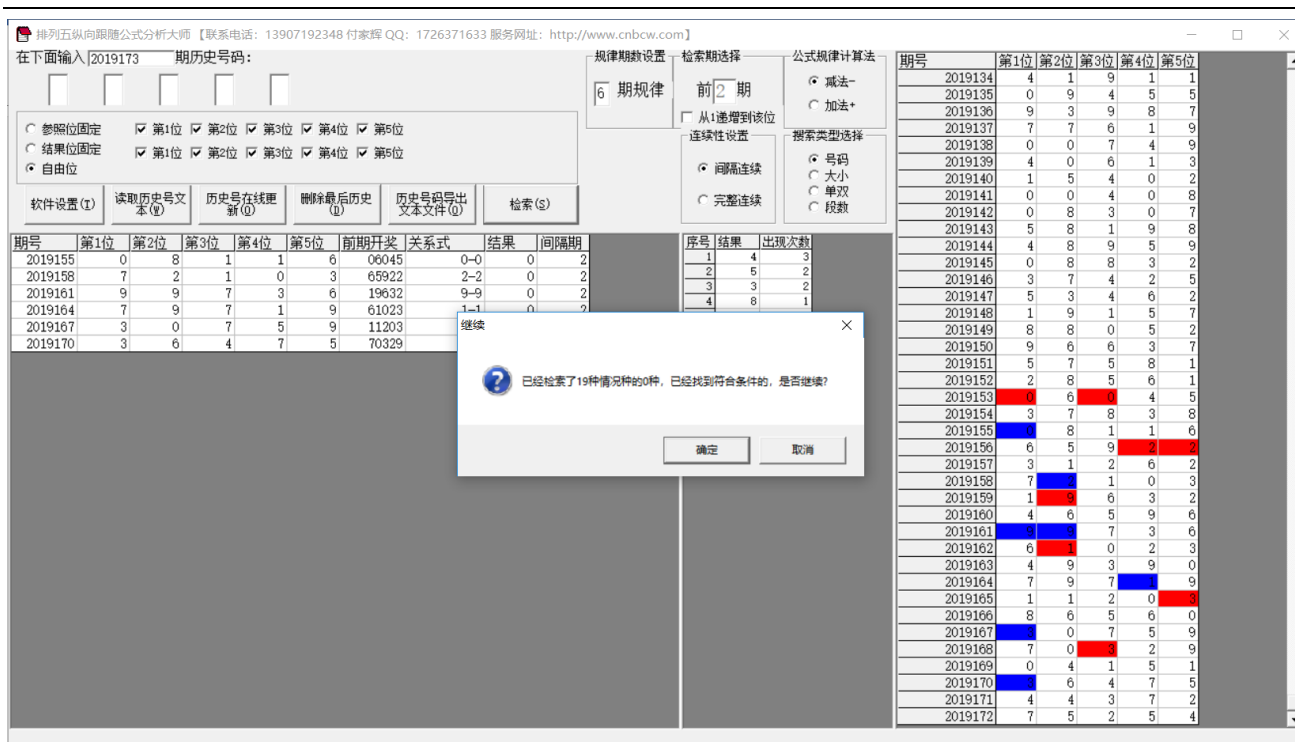 排列五纵向跟随公式分析大师 【联系电话：13907192348 付家辉 QQ：1726371633 服务网址：http://www.cnbcw.com】
在下面输入 2019173 期历史号码：
规律期数设置
6 期规律
检索期选择
前 2 期
从1递增到该位
公式规律计算法
减法-
加法+
参照位固定 第1位 第2位 第3位 第4位 第5位
结果位固定 第1位 第2位 第3位 第4位 第5位
自由位
连续性设置
间隔连续
完整连续
搜索类型选择
号码
大小
单双
段数
软件设置(I)
读取历史号文本(W)
历史号在线更新(O)
删除最后历史(D)
历史号码导出文本文件(O)
检索(S)
期号 第1位 第2位 第3位 第4位 第5位 前期开奖 关系式 结果 间隔期
2019155 0 8 1 1 6 06045 0-0 0 2
2019158 7 2 1 0 3 65922 2-2 0 2
2019161 9 9 7 3 6 19632 9-9 0 2
2019164 7 9 7 1 9 61023 1-1 0 2
2019167 3 0 7 5 9 11203
2019170 3 6 4 7 5 70329
序号 结果 出现次数
1 4 3
2 5 2
3 3 2
4 8 1
继续
已经检索了19种情况种的0种，已经找到符合条件的，是否继续?
确定
取消
期号 第1位 第2位 第3位 第4位 第5位
2019134 4 1 9 1 1
2019135 0 9 4 5 5
2019136 9 3 9 8 7
2019137 7 7 6 1 9
2019138 0 0 7 4 9
2019139 4 0 6 1 3
2019140 1 5 4 0 2
2019141 0 0 4 0 8
2019142 0 8 3 0 7
2019143 5 8 1 9 8
2019144 4 8 9 5 9
2019145 0 8 8 3 2
2019146 3 7 4 2 5
2019147 5 3 4 6 2
2019148 1 9 1 5 7
2019149 8 8 0 5 2
2019150 9 6 6 3 7
2019151 5 7 5 8 1
2019152 2 8 5 6 1
2019153 0 6 0 4 5
2019154 3 7 8 3 8
2019155 0 8 1 1 6
2019156 6 5 9 2 2
2019157 3 1 2 6 2
2019158 7 2 1 0 3
2019159 1 9 6 3 2
2019160 4 6 5 9 6
2019161 9 9 7 3 6
2019162 6 1 0 2 3
2019163 4 9 3 9 0
2019164 7 9 7 1 9
2019165 1 1 2 0 3
2019166 8 6 5 6 0
2019167 3 0 7 5 9
2019168 7 0 3 2 9
2019169 0 4 1 5 1
2019170 3 6 4 7 5
2019171 4 4 3 7 2
2019172 7 5 2 5 4